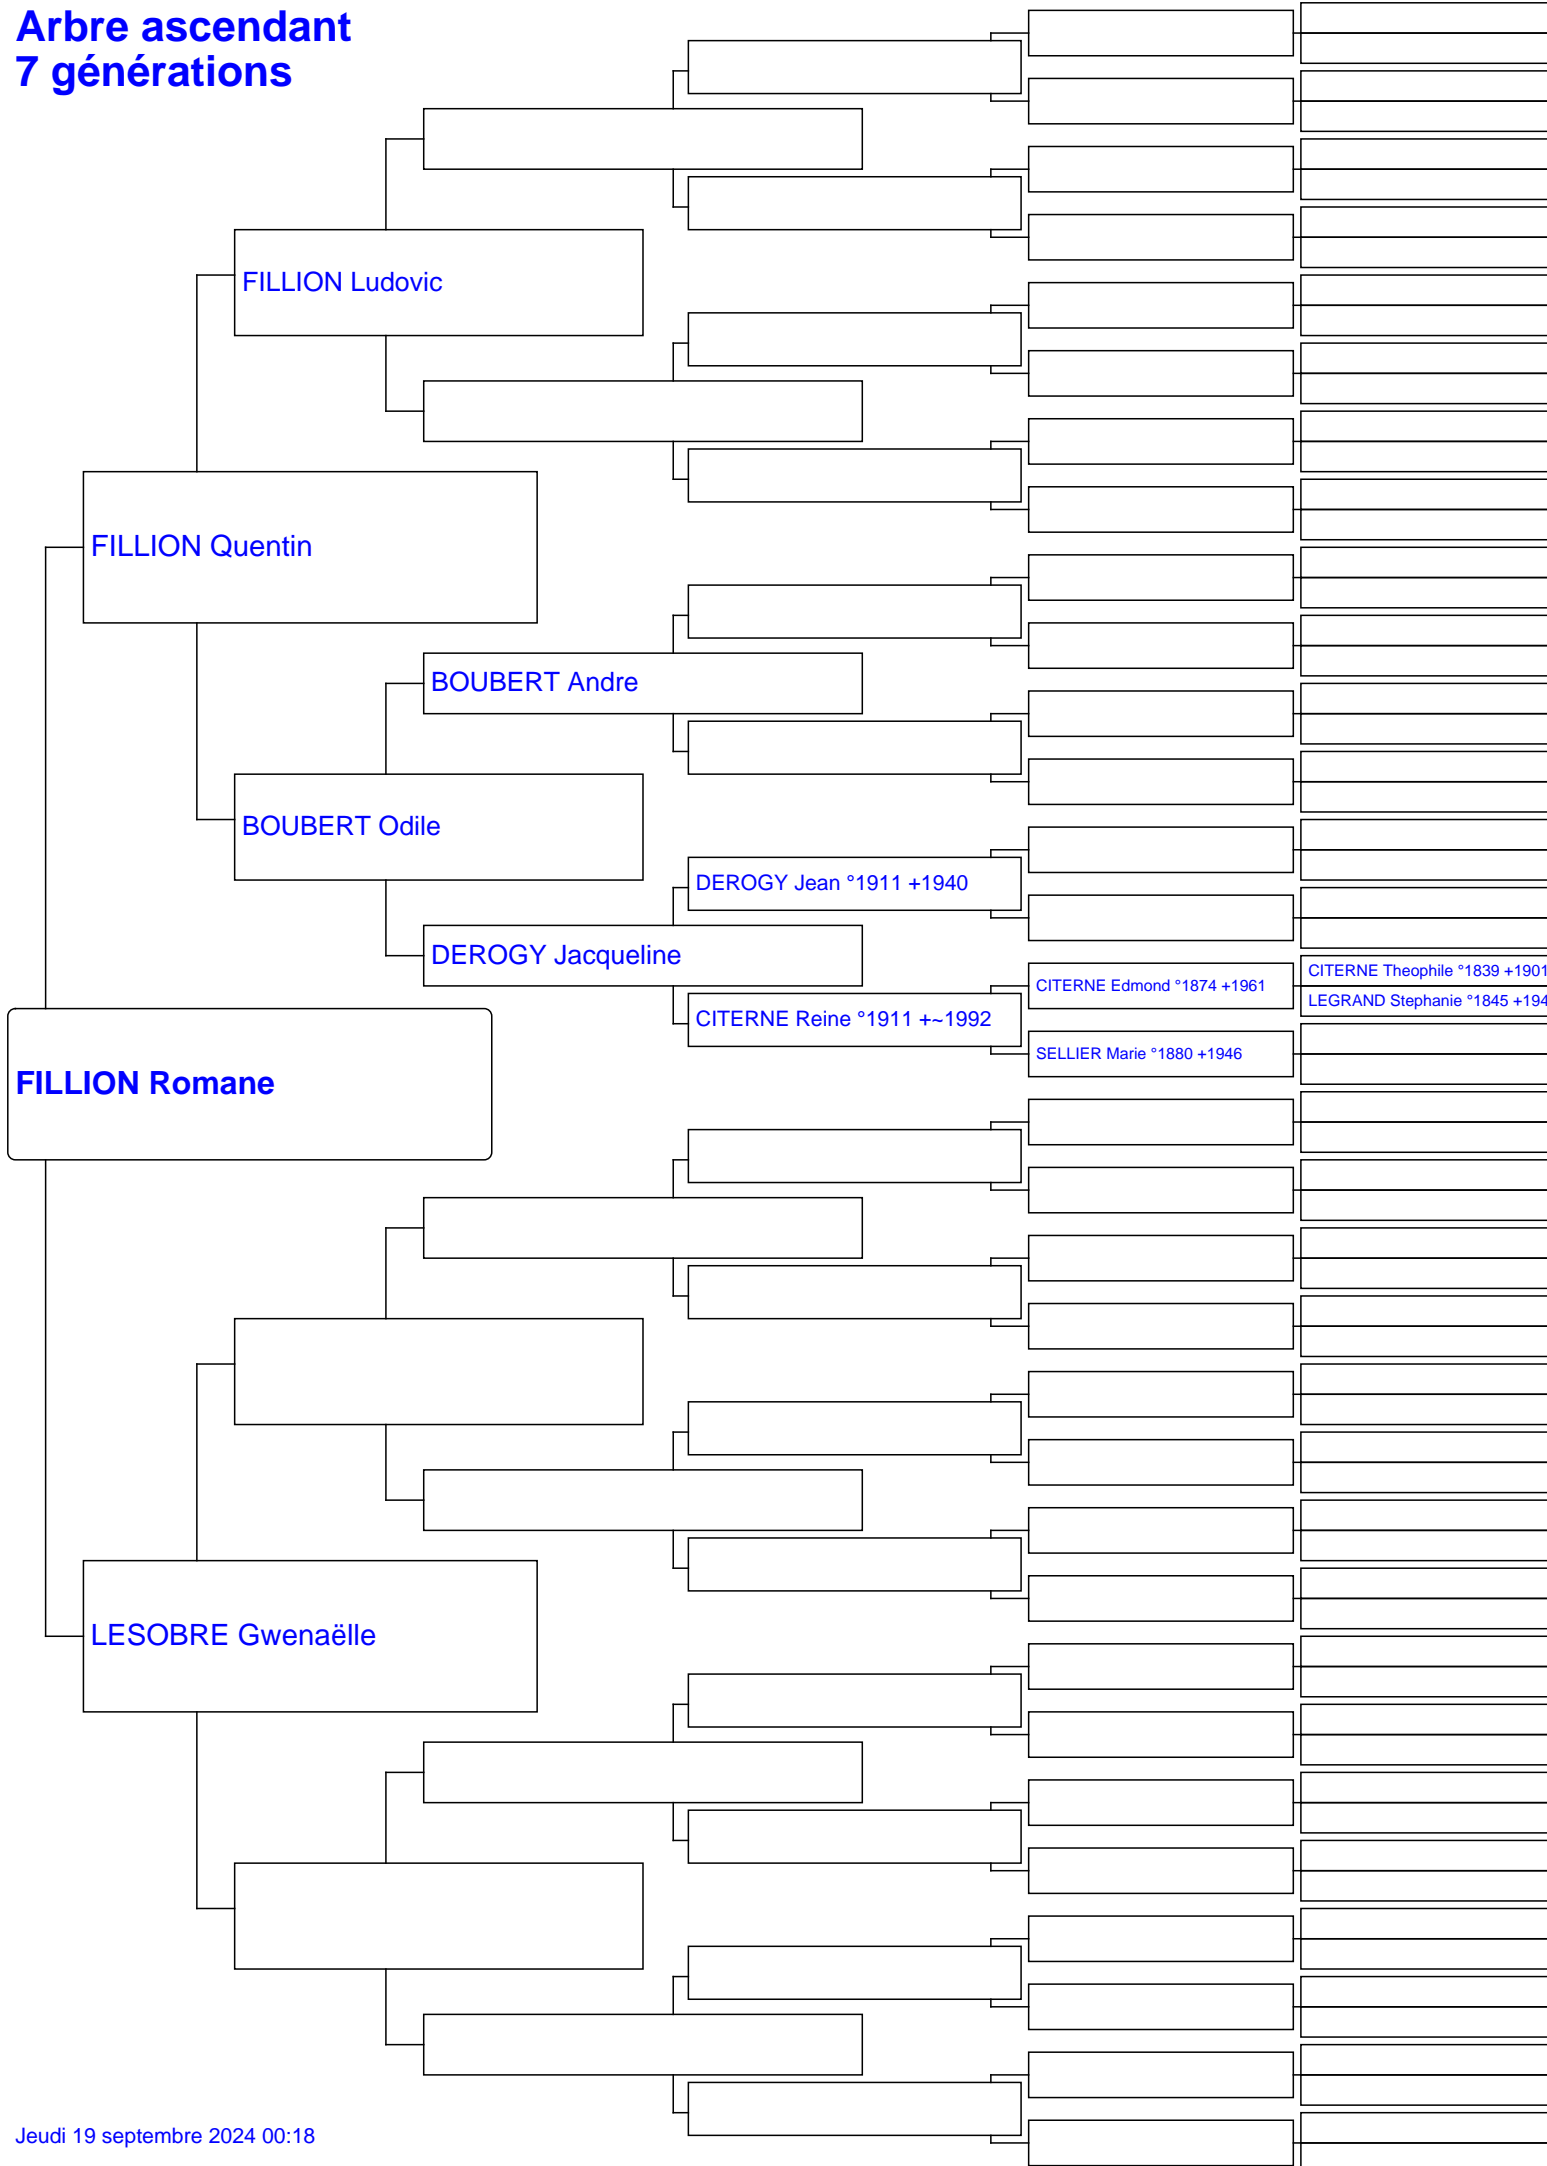 Arbre ascendant
7 générations
FILLION Ludovic
FILLION Quentin
BOUBERT Andre
BOUBERT Odile
DEROGY Jean °1911 +1940
DEROGY Jacqueline
CITERNE Edmond °1874 +1961
CITERNE Theophile °1839 +1901
LEGRAND Stephanie °1845 +194
CITERNE Reine °1911 +~1992
SELLIER Marie °1880 +1946
FILLION Romane
LESOBRE Gwenaëlle
Jeudi 19 septembre 2024 00:18